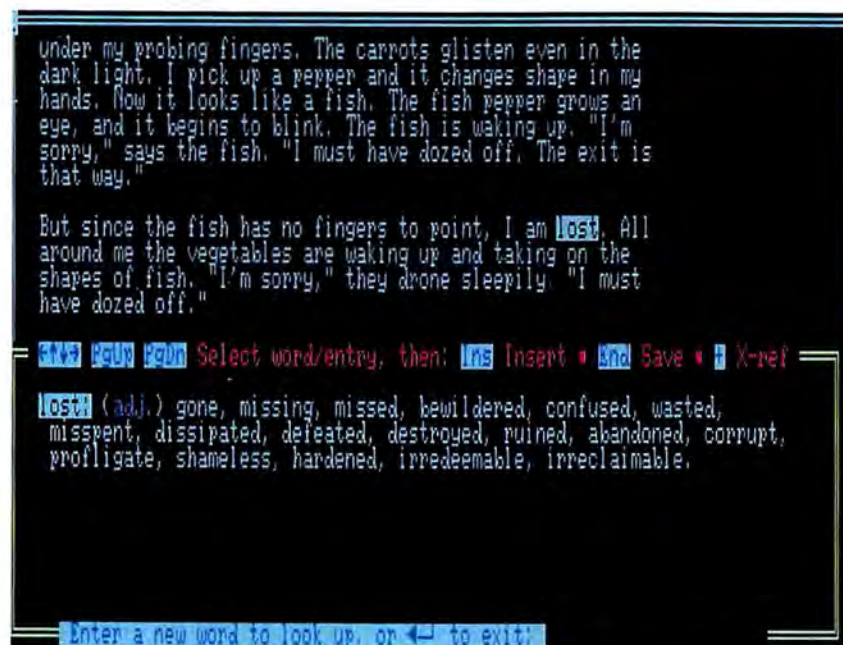 under my probing fingers. The carrots glisten even in the
dark light. I pick up a pepper and it changes shape in my
hands. Now it looks like a fish. The fish pepper grows an
eye, and it begins to blink. The fish is waking up. "I'm
sorry," says the fish. "I must have dozed off. The exit is
that way."
But since the fish has no fingers to point, I am lost. All
around me the vegetables are waking up and taking on the
shapes of fish. "I'm sorry," they drone sleepily. "I must
have dozed off."
←↑↓→ PgUp PgDn Select word/entry, then: Ins Insert ▪ End Save ▪ + X-ref
lost: (adj.) gone, missing, missed, bewildered, confused, wasted,
misspent, dissipated, defeated, destroyed, ruined, abandoned, corrupt,
profligate, shameless, hardened, irredeemable, irreclaimable.
Enter a new word to look up, or ↵ to exit: